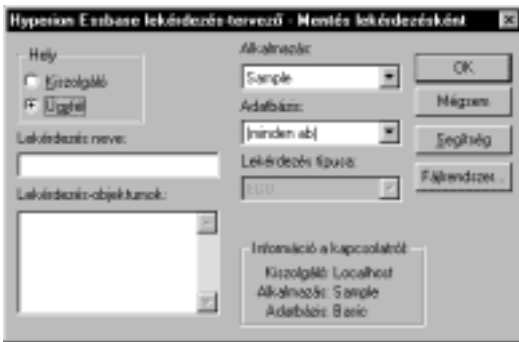 Hyperion Essbase lekérdezés-tervező - Mentés lekérdezésként
Hely
Kiszolgáló
Ügyfél
Lekérdezés neve:
Lekérdezés-objektumok:
Alkalmazás:
Sample
Adatbázis:
(minden ab)
Lekérdezés típusa:
EQD
Információ a kapcsolatról:
Kiszolgáló: Localhost
Alkalmazás: Sample
Adatbázis: Basic
OK
Mégsem
Segítség
Fájlrendszer...